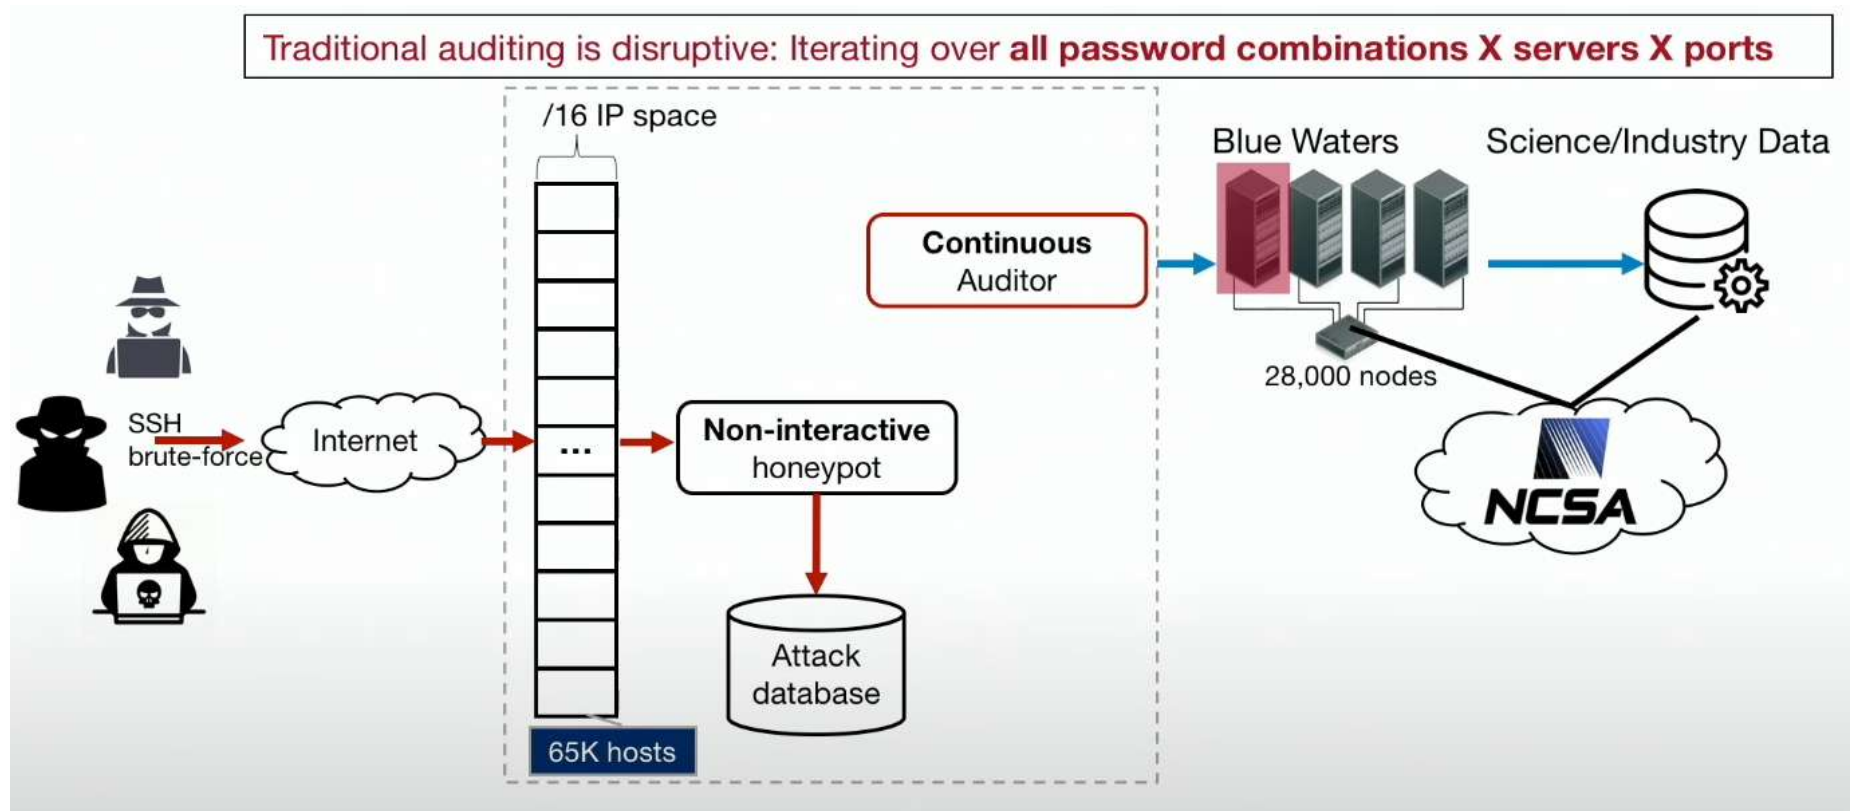 Traditional auditing is disruptive: Iterating over all password combinations X servers X ports
/16 IP space
Blue Waters
Science/Industry Data
Continuous
Auditor
28,000 nodes
SSH
brute-force
Internet
...
Non-interactive
honeypot
NCSA
Attack
database
65K hosts